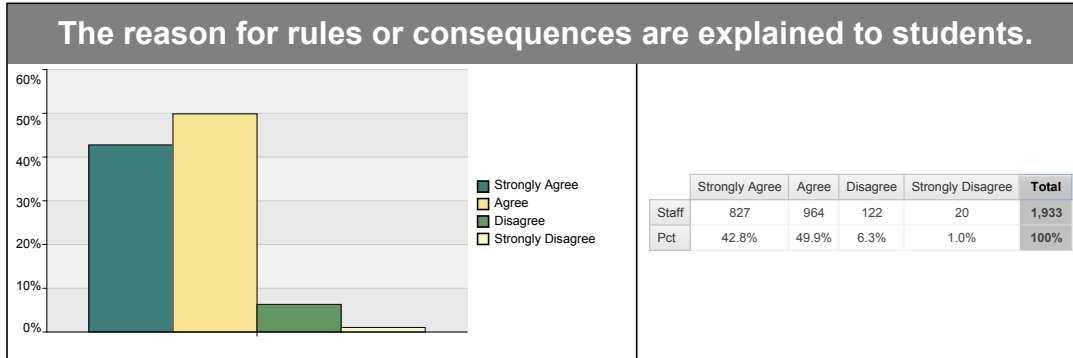 The reason for rules or consequences are explained to students.
60%
50%
40%
30%
20%
10%
0%
Strongly Agree
Agree
Disagree
Strongly Disagree
Strongly Agree Agree Disagree Strongly Disagree Total
Staff 827 964 122 20 1,933
Pct 42.8% 49.9% 6.3% 1.0% 100%